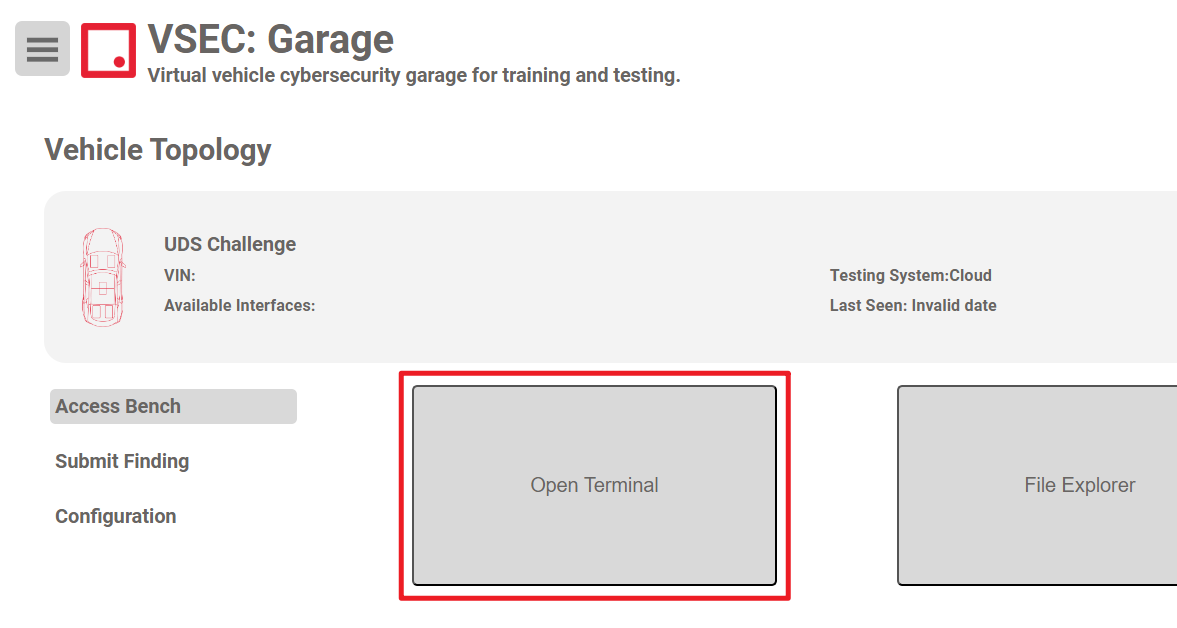 VSEC: Garage
Virtual vehicle cybersecurity garage for training and testing.
Vehicle Topology
UDS Challenge
VIN:
Testing System:Cloud
Available Interfaces:
Last Seen: Invalid date
Access Bench
Submit Finding
Configuration
Open Terminal
File Explorer